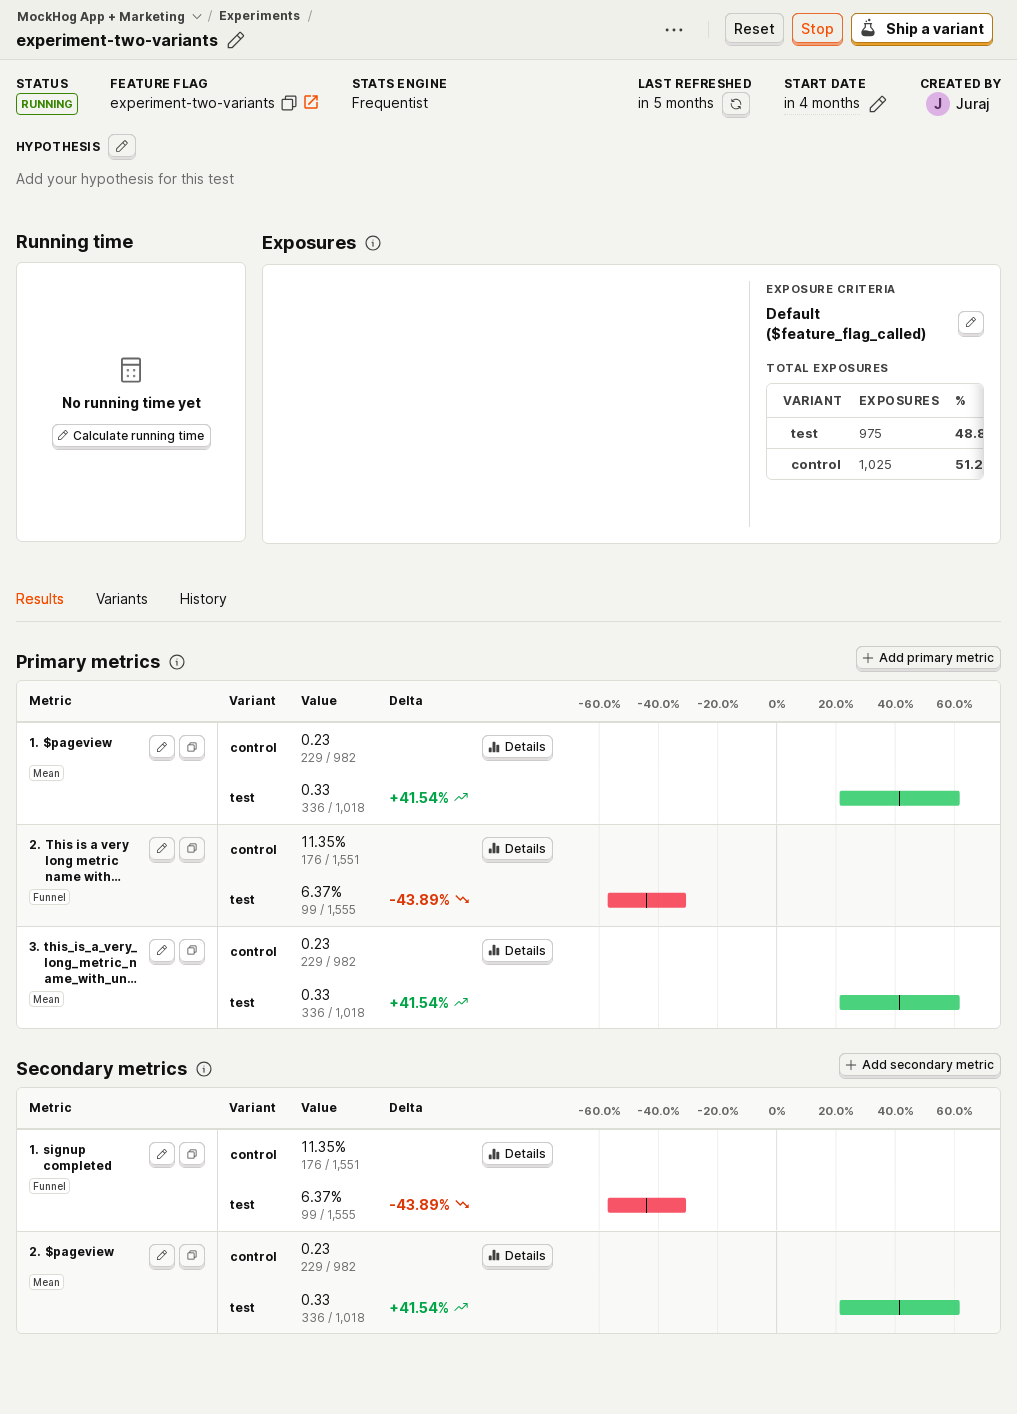 MockHog App + Marketing / Experiments /
experiment-two-variants
Reset
Stop
Ship a variant
STATUS
RUNNING
FEATURE FLAG
experiment-two-variants
STATS ENGINE
Frequentist
LAST REFRESHED
in 5 months
START DATE
in 4 months
CREATED BY
J Juraj
HYPOTHESIS
Add your hypothesis for this test
Running time
No running time yet
Calculate running time
Exposures
EXPOSURE CRITERIA
Default
($feature_flag_called)
TOTAL EXPOSURES
VARIANT EXPOSURES %
test 975 48.8
control 1,025 51.2
Results Variants History
Primary metrics
Add primary metric
Metric Variant Value Delta -60.0% -40.0% -20.0% 0% 20.0% 40.0% 60.0%
1. $pageview
Mean
control 0.23 Details
229 / 982
test 0.33 +41.54%
336 / 1,018
2. This is a very
long metric
name with...
Funnel
control 11.35% Details
176 / 1,551
test 6.37% -43.89%
99 / 1,555
3. this_is_a_very_
long_metric_n
ame_with_un...
Mean
control 0.23 Details
229 / 982
test 0.33 +41.54%
336 / 1,018
Secondary metrics
Add secondary metric
Metric Variant Value Delta -60.0% -40.0% -20.0% 0% 20.0% 40.0% 60.0%
1. signup
completed
Funnel
control 11.35% Details
176 / 1,551
test 6.37% -43.89%
99 / 1,555
2. $pageview
Mean
control 0.23 Details
229 / 982
test 0.33 +41.54%
336 / 1,018